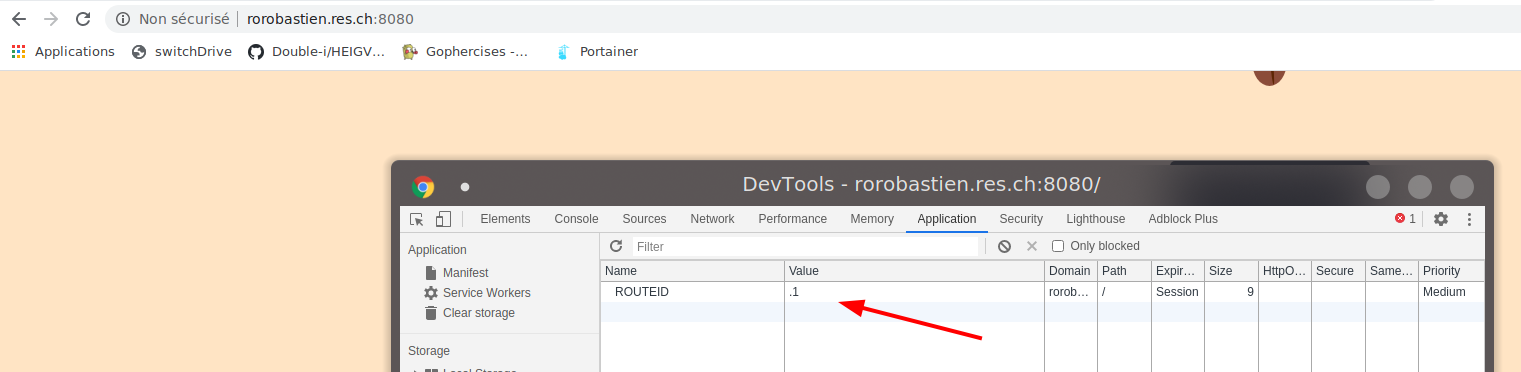 Non sécurisé | rorobastien.res.ch:8080
Applications switchDrive Double-i/HEIGV… Gophercises -… Portainer
DevTools - rorobastien.res.ch:8080/
Elements Console Sources Network Performance Memory Application Security Lighthouse Adblock Plus 1
Application
Filter
Only blocked
Name Value Domain Path Expir… Size HttpO… Secure Same… Priority
Manifest
ROUTEID .1 rorob… / Session 9 Medium
Service Workers
Clear storage
Storage
Local Storage